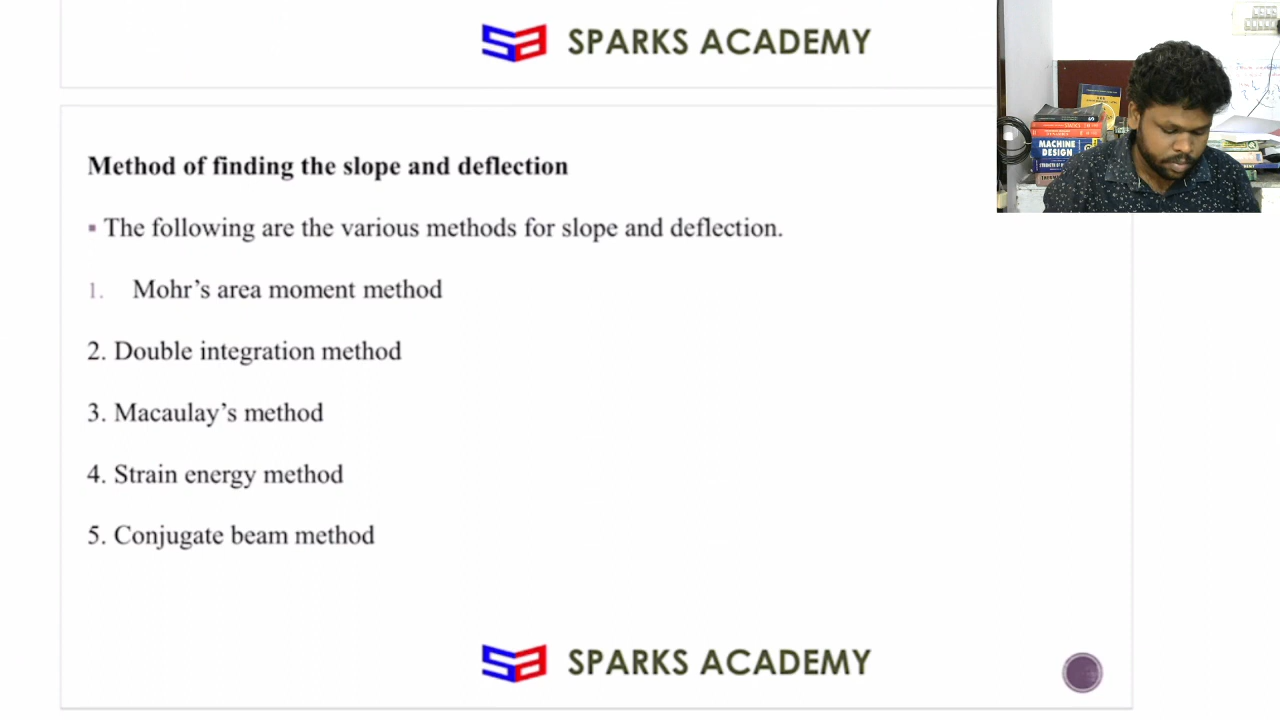 SPARKS ACADEMY
MACHINE
DESIGN
Method of finding the slope and deflection
▪ The following are the various methods for slope and deflection.
1. Mohr’s area moment method
2. Double integration method
3. Macaulay’s method
4. Strain energy method
5. Conjugate beam method
SPARKS ACADEMY